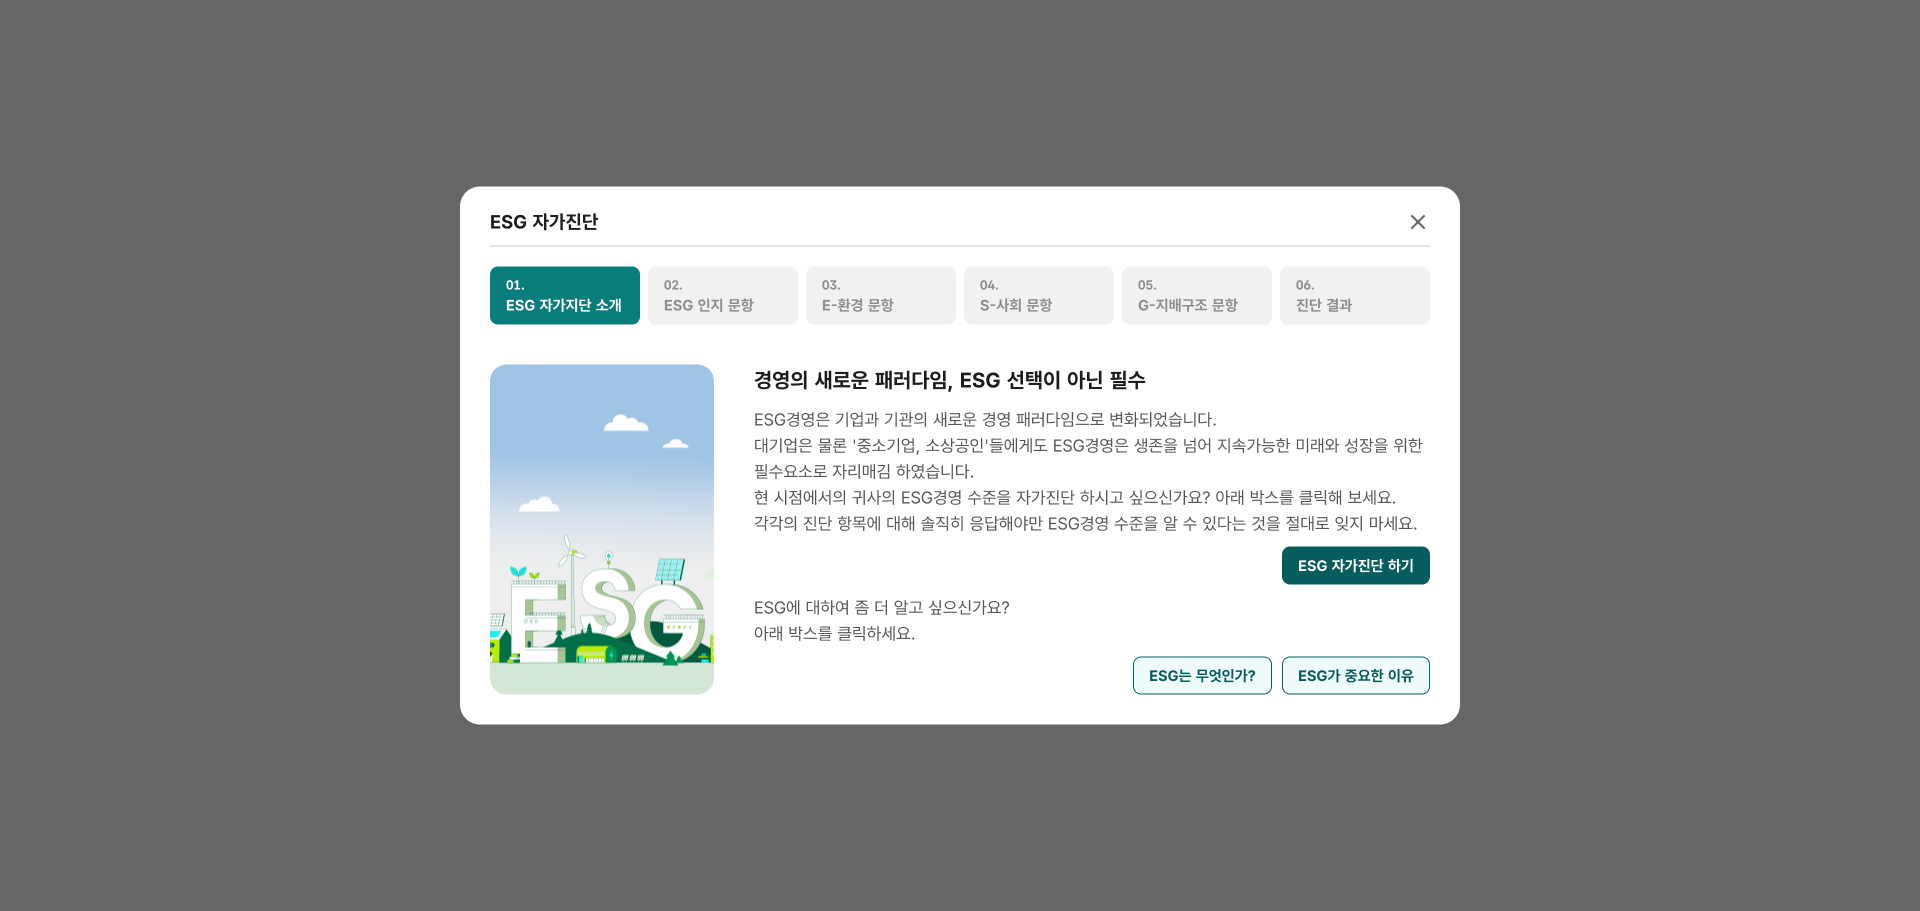 ESG 자가진단
01.
ESG 자가지단 소개
02.
ESG 인지 문항
03.
E-환경 문항
04.
S-사회 문항
05.
G-지배구조 문항
06.
진단 결과
경영의 새로운 패러다임, ESG 선택이 아닌 필수
ESG경영은 기업과 기관의 새로운 경영 패러다임으로 변화되었습니다.
대기업은 물론 '중소기업, 소상공인'들에게도 ESG경영은 생존을 넘어 지속가능한 미래와 성장을 위한
필수요소로 자리매김 하였습니다.
현 시점에서의 귀사의 ESG경영 수준을 자가진단 하시고 싶으신가요? 아래 박스를 클릭해 보세요.
각각의 진단 항목에 대해 솔직히 응답해야만 ESG경영 수준을 알 수 있다는 것을 절대로 잊지 마세요.
ESG 자가진단 하기
ESG에 대하여 좀 더 알고 싶으신가요?
아래 박스를 클릭하세요.
ESG는 무엇인가?
ESG가 중요한 이유
ESG